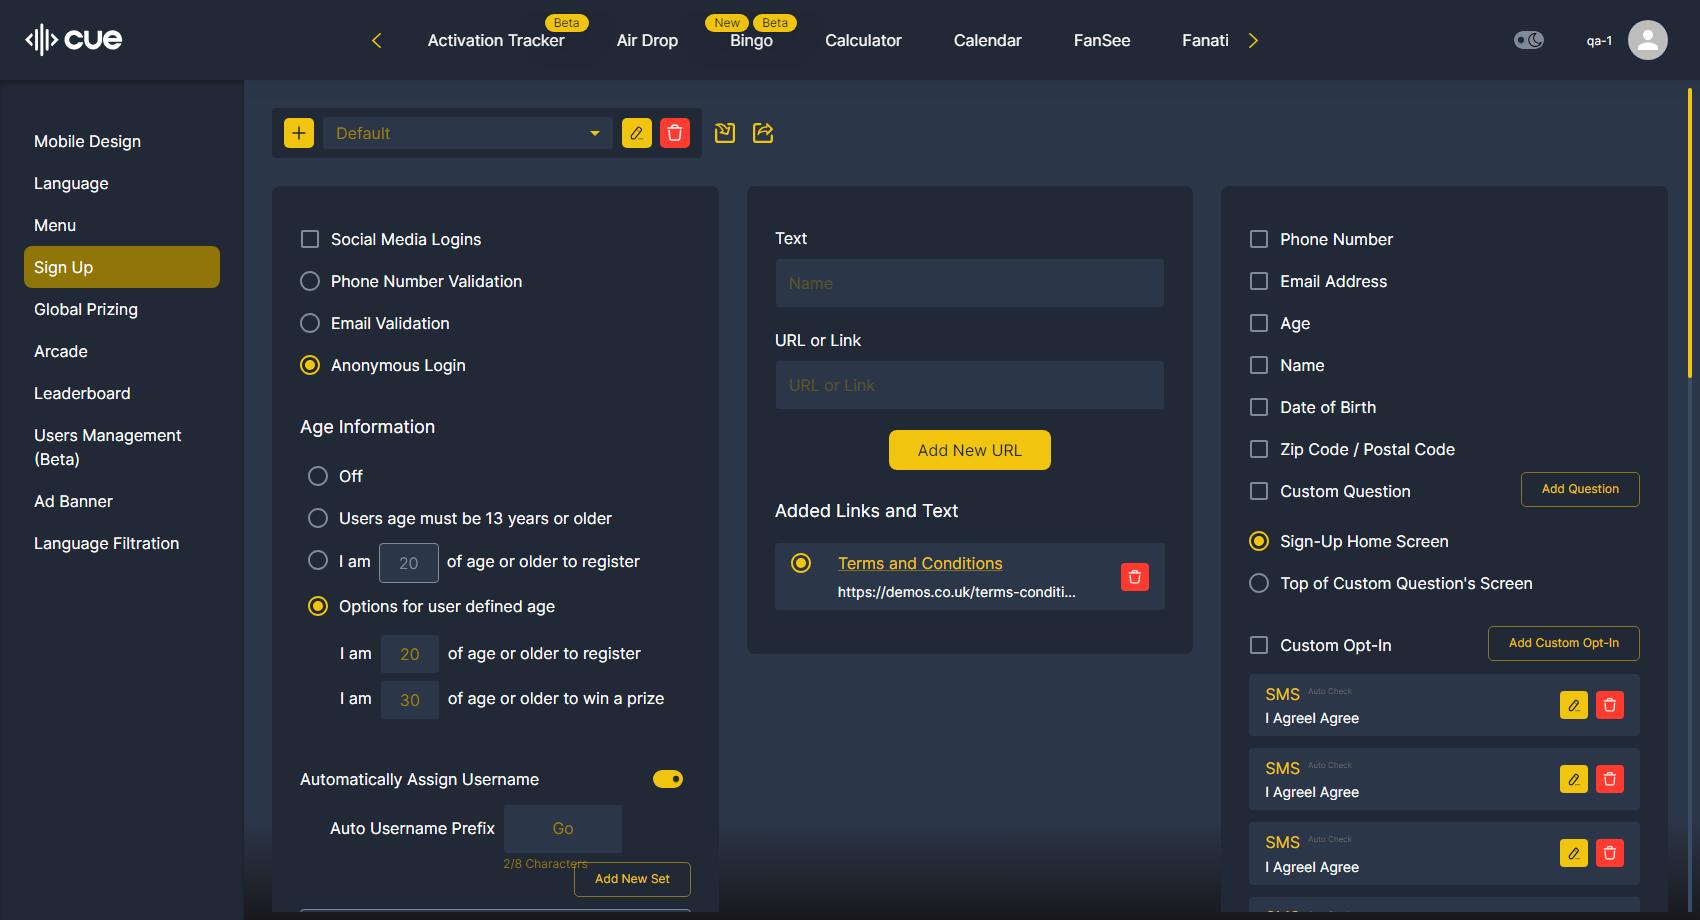 cue
Activation Tracker
Beta
Air Drop
New
Beta
Bingo
Calculator
Calendar
FanSee
Fanati
qa-1
Mobile Design
Language
Menu
Sign Up
Global Prizing
Arcade
Leaderboard
Users Management
(Beta)
Ad Banner
Language Filtration
Default
Social Media Logins
Phone Number Validation
Email Validation
Anonymous Login
Age Information
Off
Users age must be 13 years or older
I am 20 of age or older to register
Options for user defined age
I am 20 of age or older to register
I am 30 of age or older to win a prize
Automatically Assign Username
Auto Username Prefix Go
2/8 Characters
Add New Set
Text
Name
URL or Link
URL or Link
Add New URL
Added Links and Text
Terms and Conditions
https://demos.co.uk/terms-conditi...
Phone Number
Email Address
Age
Name
Date of Birth
Zip Code / Postal Code
Custom Question
Add Question
Sign-Up Home Screen
Top of Custom Question's Screen
Custom Opt-In
Add Custom Opt-In
SMS Auto Check
I AgreeI Agree
SMS Auto Check
I AgreeI Agree
SMS Auto Check
I AgreeI Agree